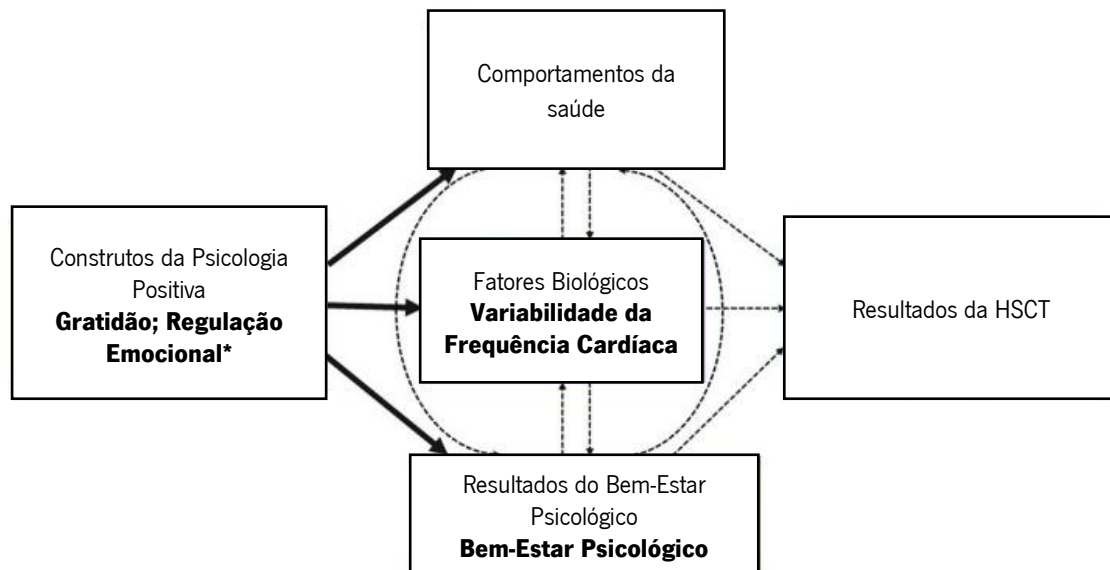 Comportamentos da
saúde
Construtos da Psicologia
Positiva
Gratidão; Regulação
Emocional*
Fatores Biológicos
Variabilidade da
Frequência Cardíaca
Resultados da HSCT
Resultados do Bem-Estar
Psicológico
Bem-Estar Psicológico